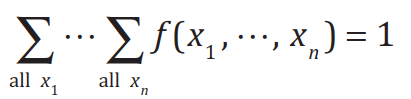 ∑ ⋯ ∑ f(x₁, ⋯, xₙ) = 1
all x₁ all xₙ